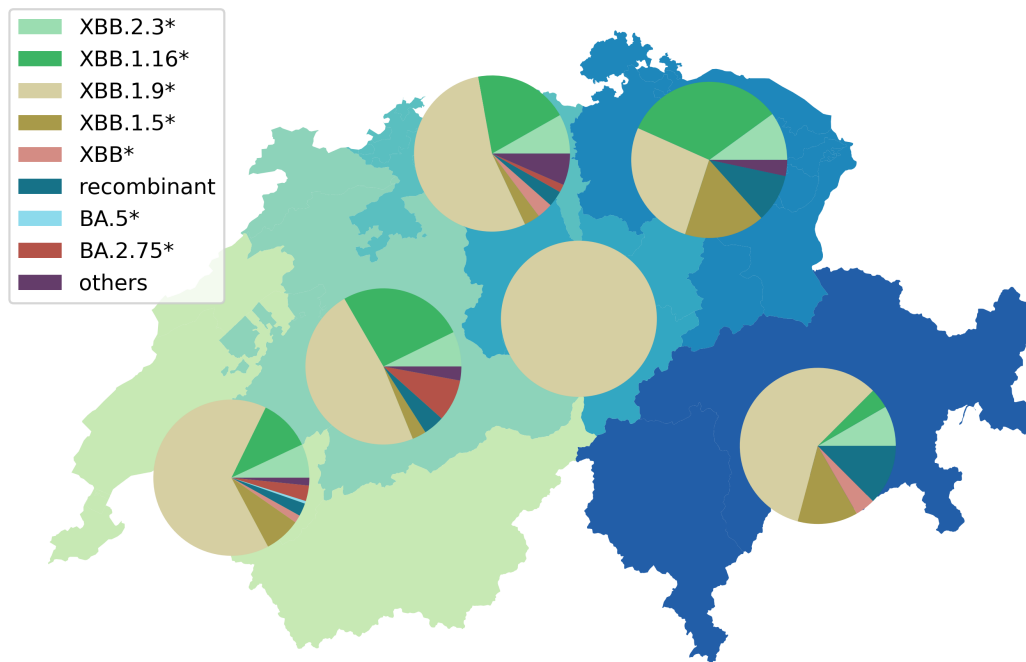 XBB.2.3*
XBB.1.16*
XBB.1.9*
XBB.1.5*
XBB*
recombinant
BA.5*
BA.2.75*
others